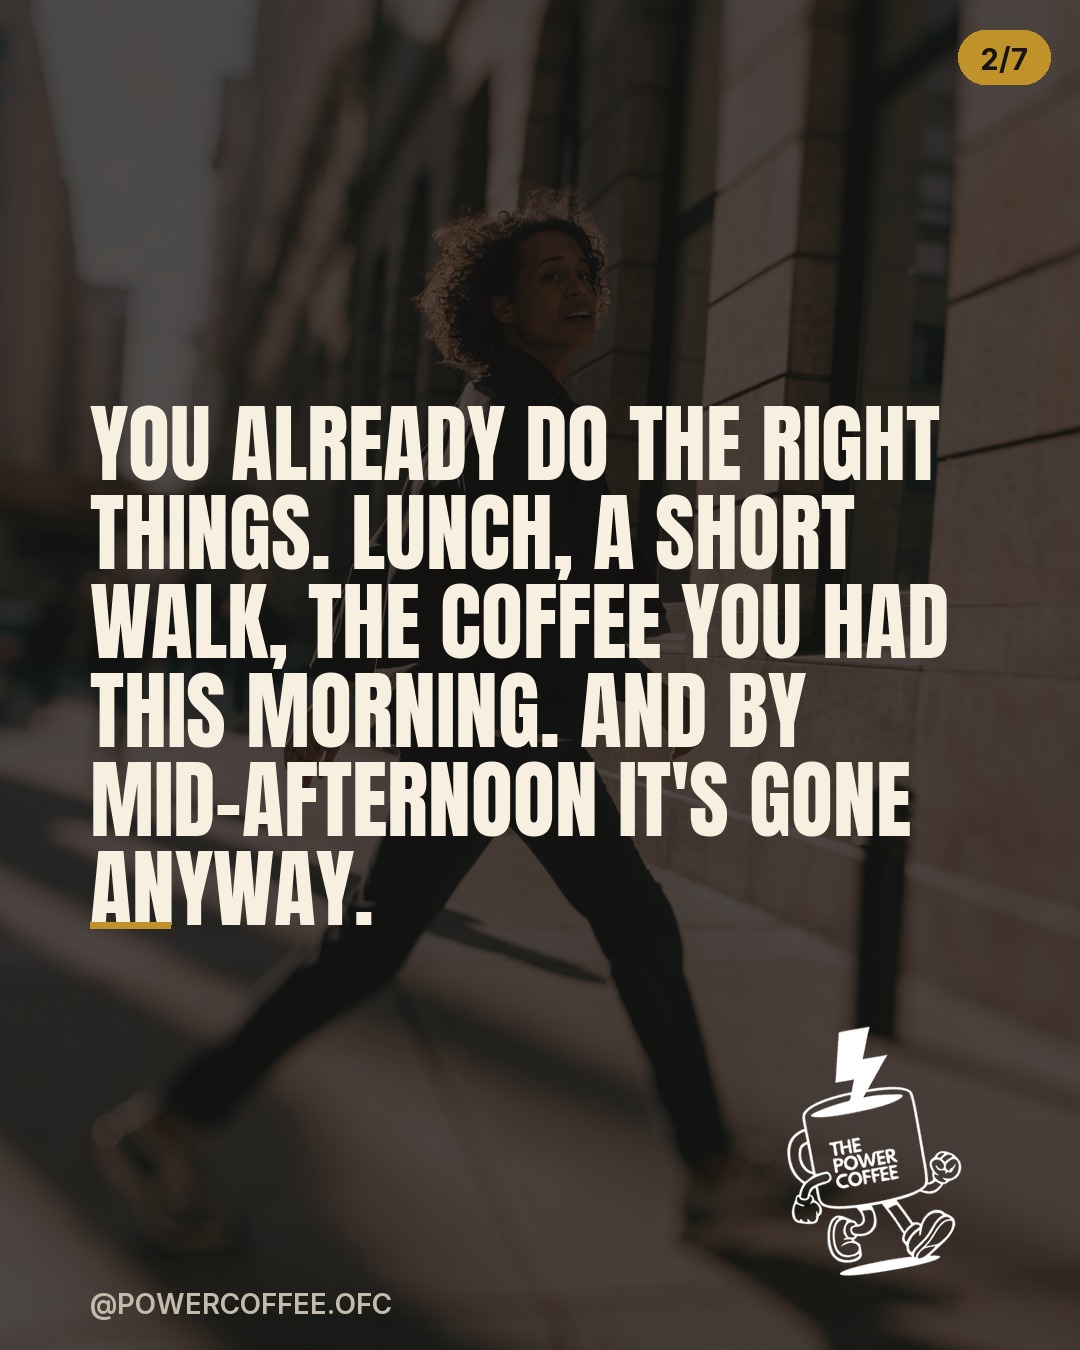 2/7
YOU ALREADY DO THE RIGHT
THINGS. LUNCH, A SHORT
WALK, THE COFFEE YOU HAD
THIS MORNING. AND BY
MID-AFTERNOON IT'S GONE
ANYWAY.
THE
POWER
COFFEE
@POWERCOFFEE.OFC